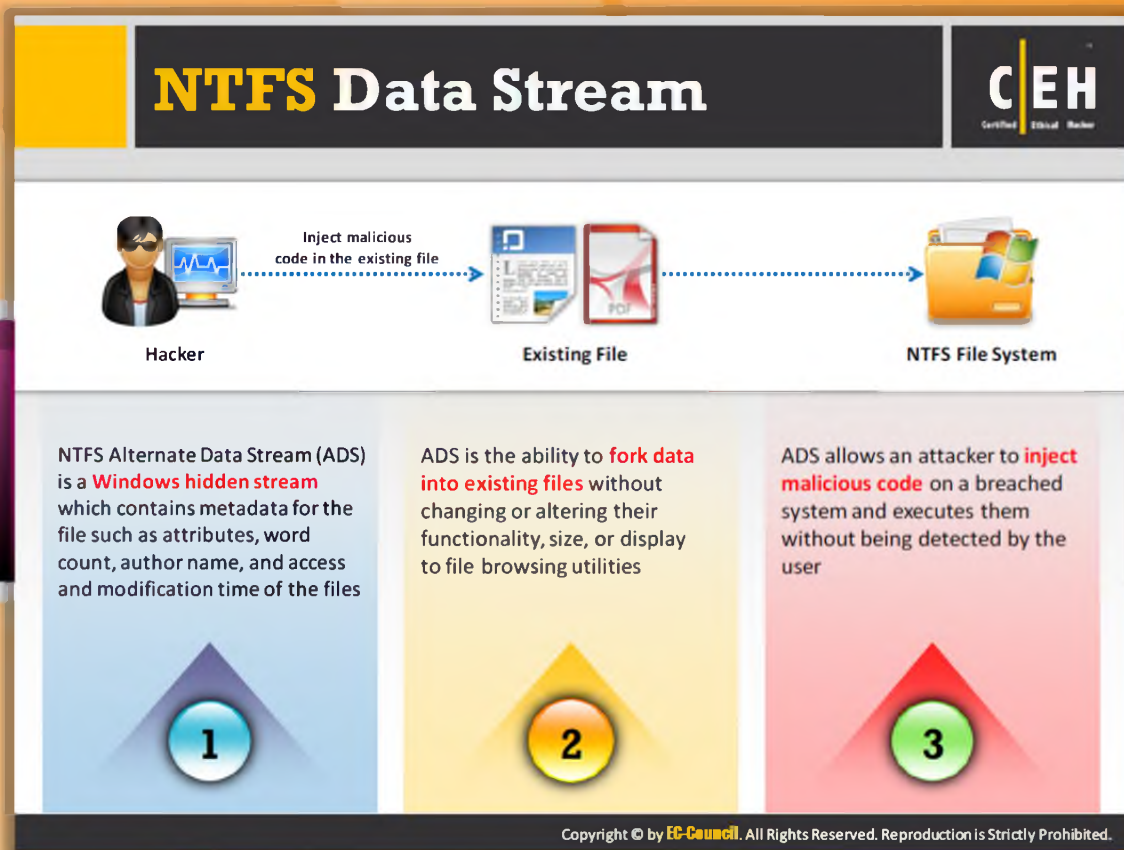 NTFS Data Stream
C|EH
Certified Ethical Hacker
Inject malicious
code in the existing file
PDF
Hacker
Existing File
NTFS File System
NTFS Alternate Data Stream (ADS)
is a Windows hidden stream
which contains metadata for the
file such as attributes, word
count, author name, and access
and modification time of the files
ADS is the ability to fork data
into existing files without
changing or altering their
functionality, size, or display
to file browsing utilities
ADS allows an attacker to inject
malicious code on a breached
system and executes them
without being detected by the
user
1
2
3
Copyright © by EC-Council. All Rights Reserved. Reproduction is Strictly Prohibited.